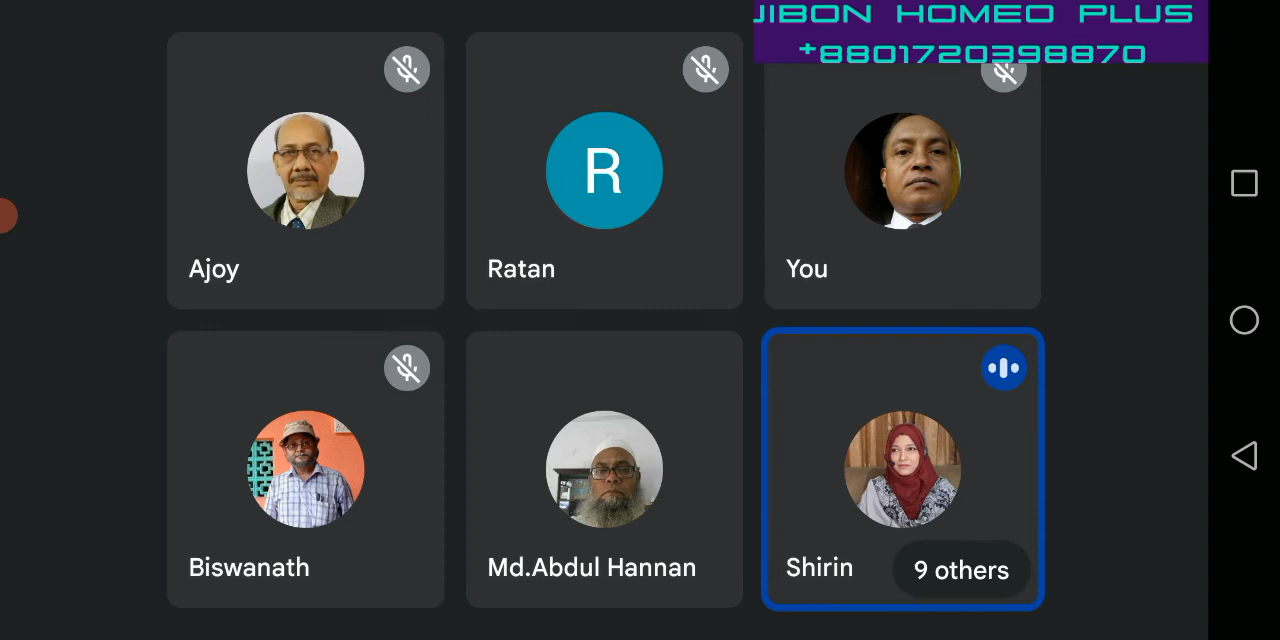 JIBON HOMEO PLUS
+8801720398870
Ajoy
R
Ratan
You
Biswanath
Md.Abdul Hannan
Shirin
9 others